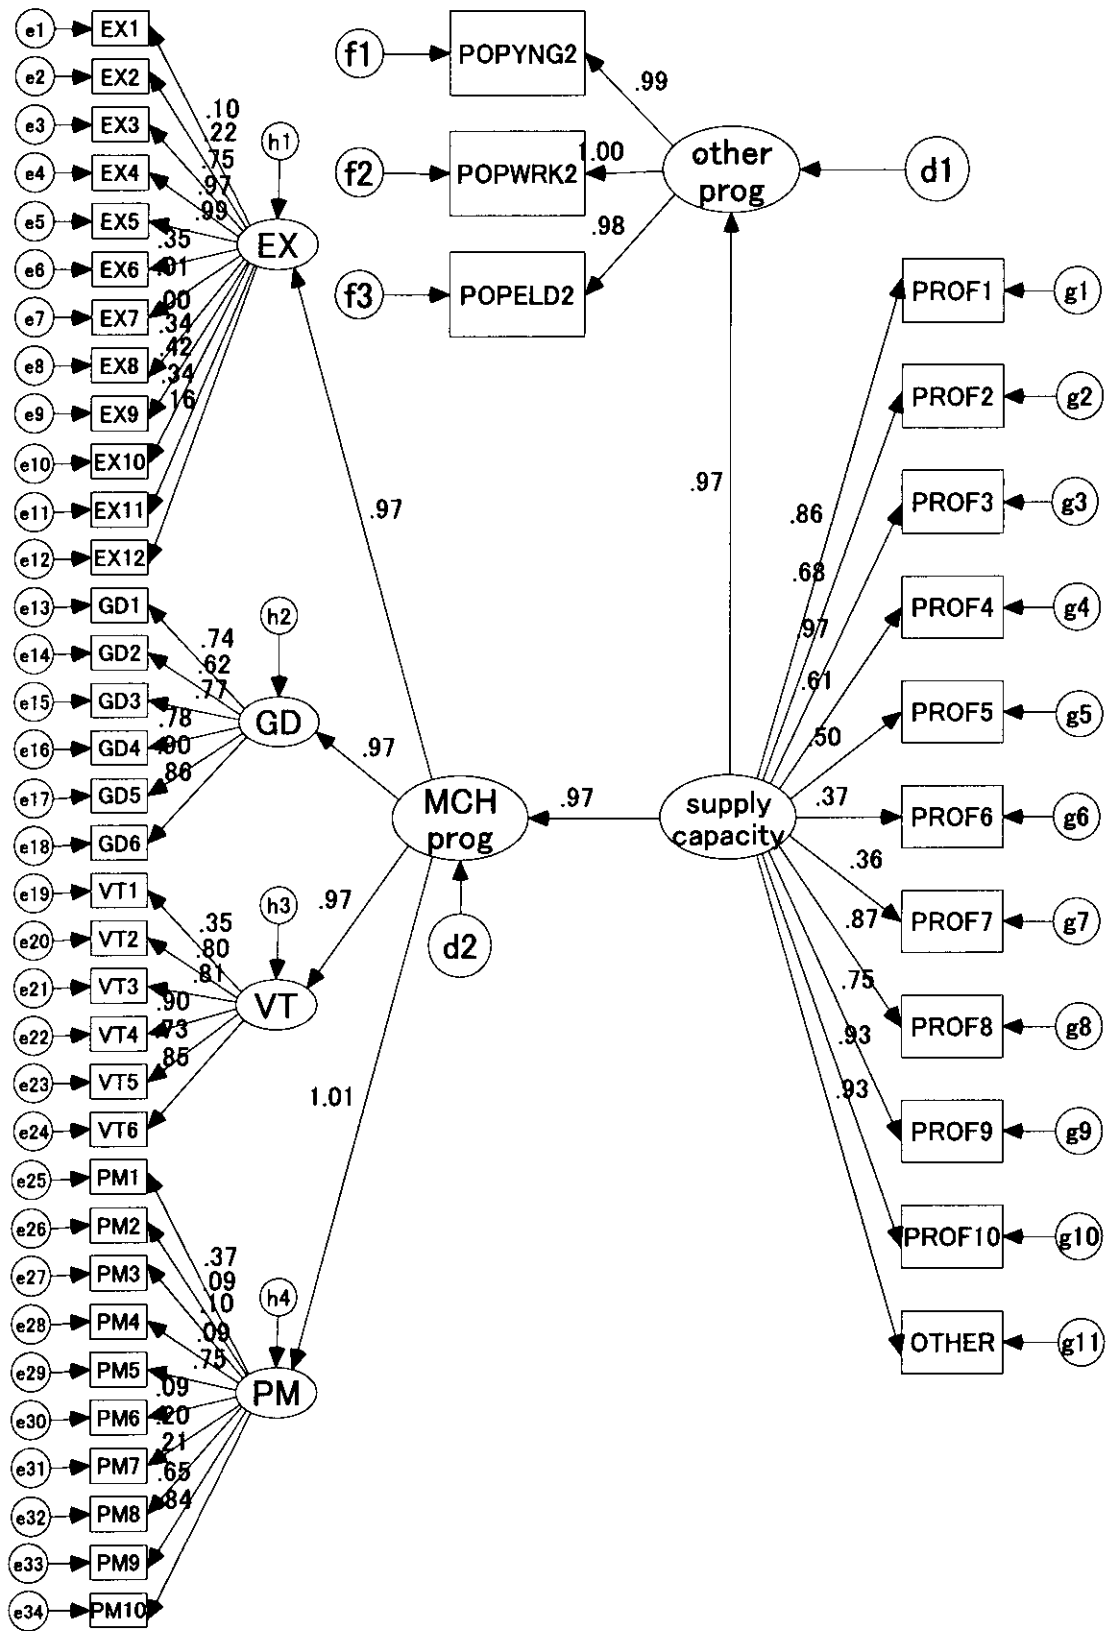 e1 EX1
e2 EX2
e3 EX3
e4 EX4
e5 EX5
e6 EX6
e7 EX7
e8 EX8
e9 EX9
e10 EX10
e11 EX11
e12 EX12
.10
.22
.75
.97
.99
.35
.01
.00
.34
.42
.34
.16
h1
EX
e13 GD1
e14 GD2
e15 GD3
e16 GD4
e17 GD5
e18 GD6
.74
.62
.77
.78
.90
.86
h2
GD
e19 VT1
e20 VT2
e21 VT3
e22 VT4
e23 VT5
e24 VT6
.35
.80
.81
.90
.73
.85
h3
VT
e25 PM1
e26 PM2
e27 PM3
e28 PM4
e29 PM5
e30 PM6
e31 PM7
e32 PM8
e33 PM9
e34 PM10
.37
.09
.10
.09
.75
.09
.20
.21
.65
.84
h4
PM
.97
.97
.97
1.01
MCH
prog
d2
.97
f1 POPYNG2
f2 POPWRK2
f3 POPELD2
.99
1.00
.98
other
prog
d1
.97
supply
capacity
.86
.68
.97
.61
.50
.37
.36
.87
.75
.93
.93
PROF1 g1
PROF2 g2
PROF3 g3
PROF4 g4
PROF5 g5
PROF6 g6
PROF7 g7
PROF8 g8
PROF9 g9
PROF10 g10
OTHER g11